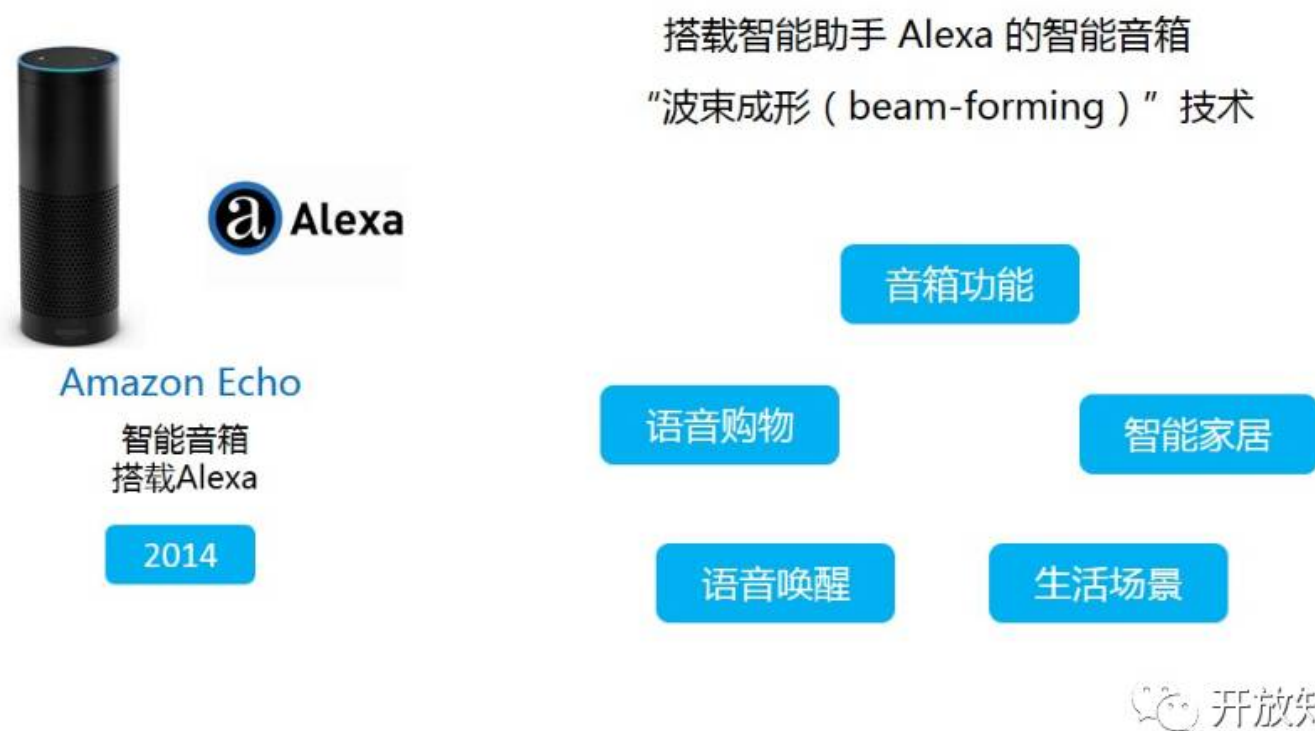 搭载智能助手 Alexa 的智能音箱
“波束成形（beam-forming）”技术
a Alexa
Amazon Echo
智能音箱
搭载Alexa
2014
音箱功能
语音购物
智能家居
语音唤醒
生活场景
开放知